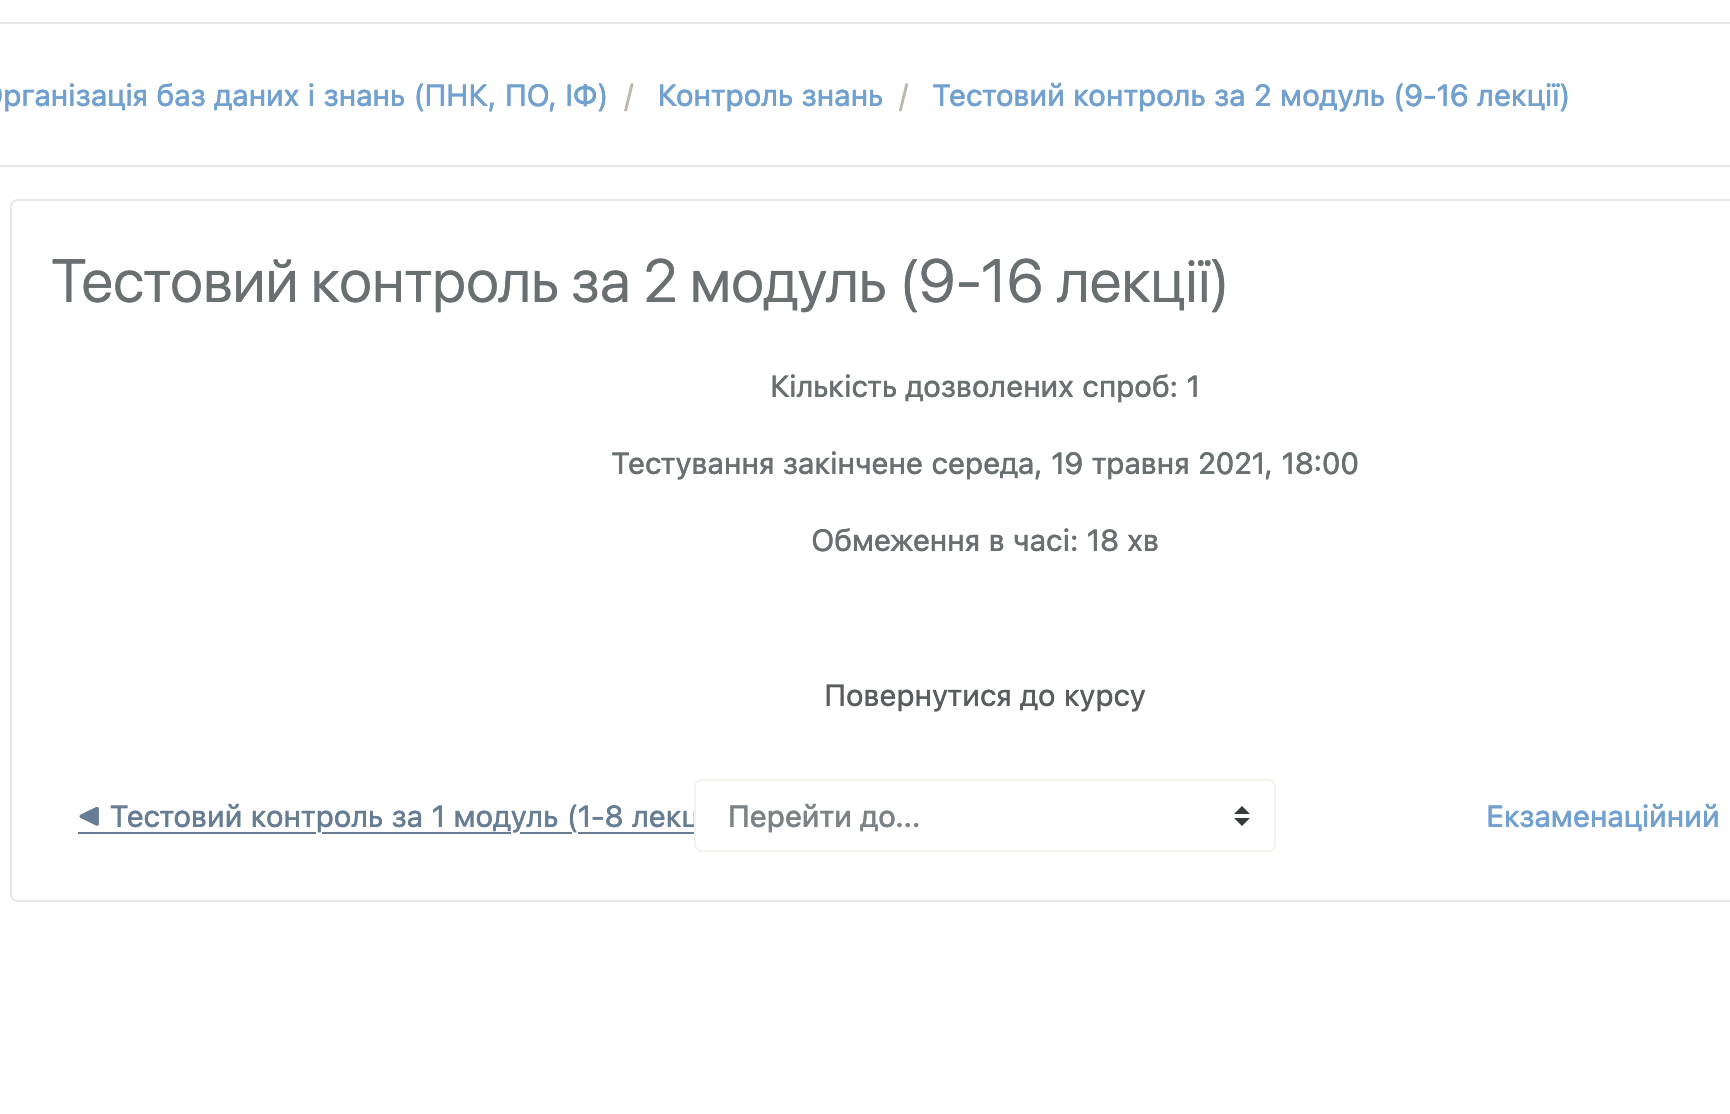 рганізація баз даних і знань (ПНК, ПО, ІФ) / Контроль знань / Тестовий контроль за 2 модуль (9-16 лекції)
Тестовий контроль за 2 модуль (9-16 лекції)
Кількість дозволених спроб: 1
Тестування закінчене середа, 19 травня 2021, 18:00
Обмеження в часі: 18 хв
Повернутися до курсу
◄ Тестовий контроль за 1 модуль (1-8 лекц
Перейти до...
Екзаменаційний